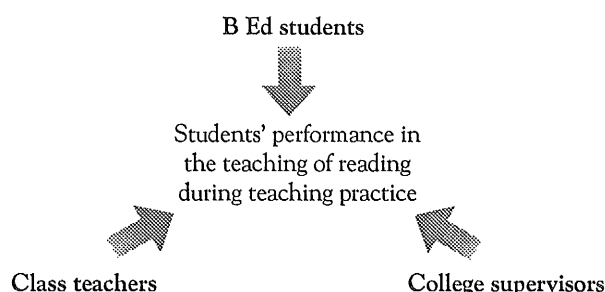 B Ed students
Students' performance in
the teaching of reading
during teaching practice
Class teachers
College supervisors